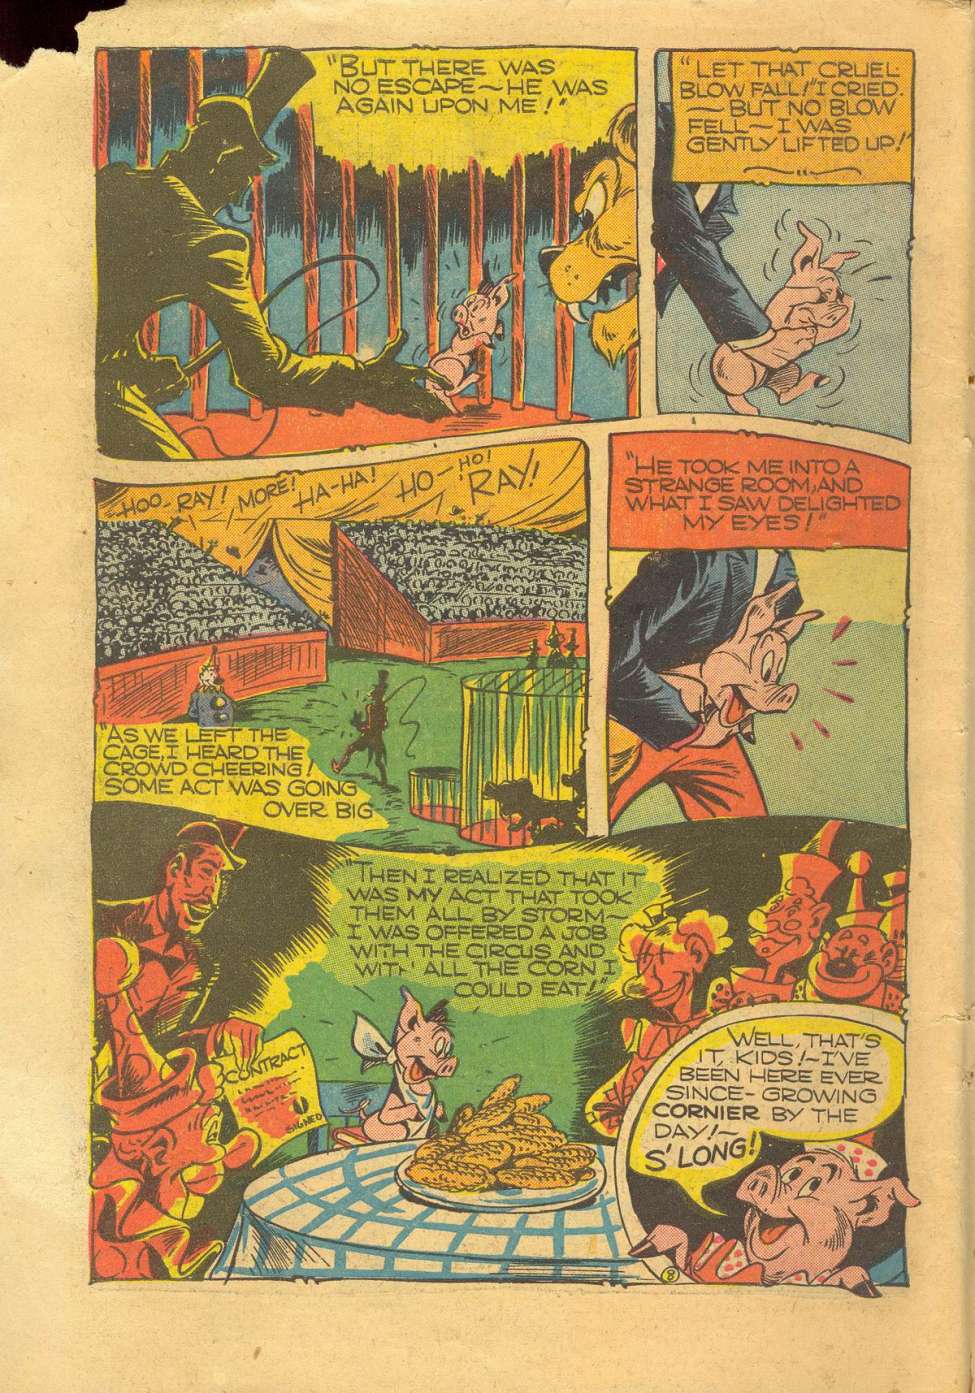 "BUT THERE WAS
NO ESCAPE~HE WAS
AGAIN UPON ME!"
"LET THAT CRUEL
BLOW FALL!" I CRIED.
~BUT NO BLOW
FELL~I WAS
GENTLY LIFTED UP!"
HOO-RAY! MORE! HA-HA! HO-HO! 'RAY!
"AS WE LEFT THE
CAGE, I HEARD THE
CROWD CHEERING!
SOME ACT WAS GOING
OVER BIG
"HE TOOK ME INTO A
STRANGE ROOM, AND
WHAT I SAW DELIGHTED
MY EYES!"
"THEN I REALIZED THAT IT
WAS MY ACT THAT TOOK
THEM ALL BY STORM~
I WAS OFFERED A JOB
WITH THE CIRCUS AND
WITH ALL THE CORN I
COULD EAT!"
CONTRACT
SIGNED
WELL, THAT'S
IT, KIDS!~I'VE
BEEN HERE EVER
SINCE-GROWING
CORNIER BY THE
DAY!~
S'LONG!
8